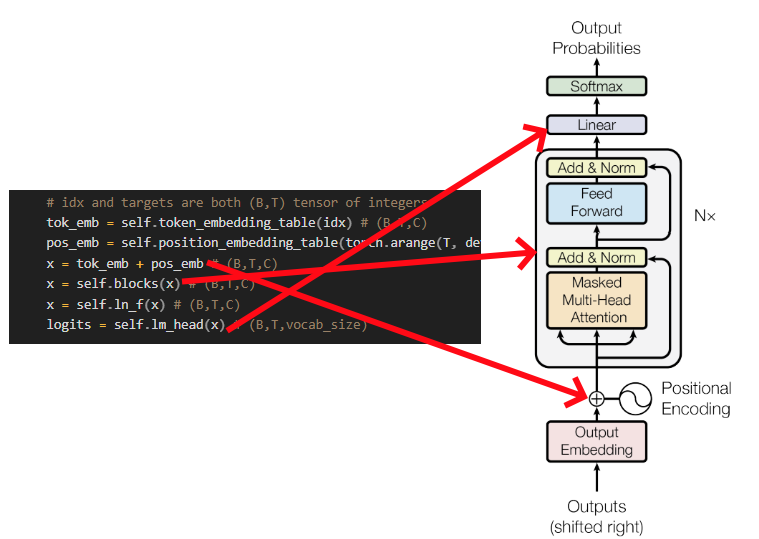 # idx and targets are both (B,T) tensor of integers
tok_emb = self.token_embedding_table(idx) # (B,T,C)
pos_emb = self.position_embedding_table(torch.arange(T, de
x = tok_emb + pos_emb # (B,T,C)
x = self.blocks(x) # (B,T,C)
x = self.ln_f(x) # (B,T,C)
logits = self.lm_head(x) # (B,T,vocab_size)
Output
Probabilities
Softmax
Linear
Add & Norm
Feed
Forward
Nx
Add & Norm
Masked
Multi-Head
Attention
Positional
Encoding
Output
Embedding
Outputs
(shifted right)